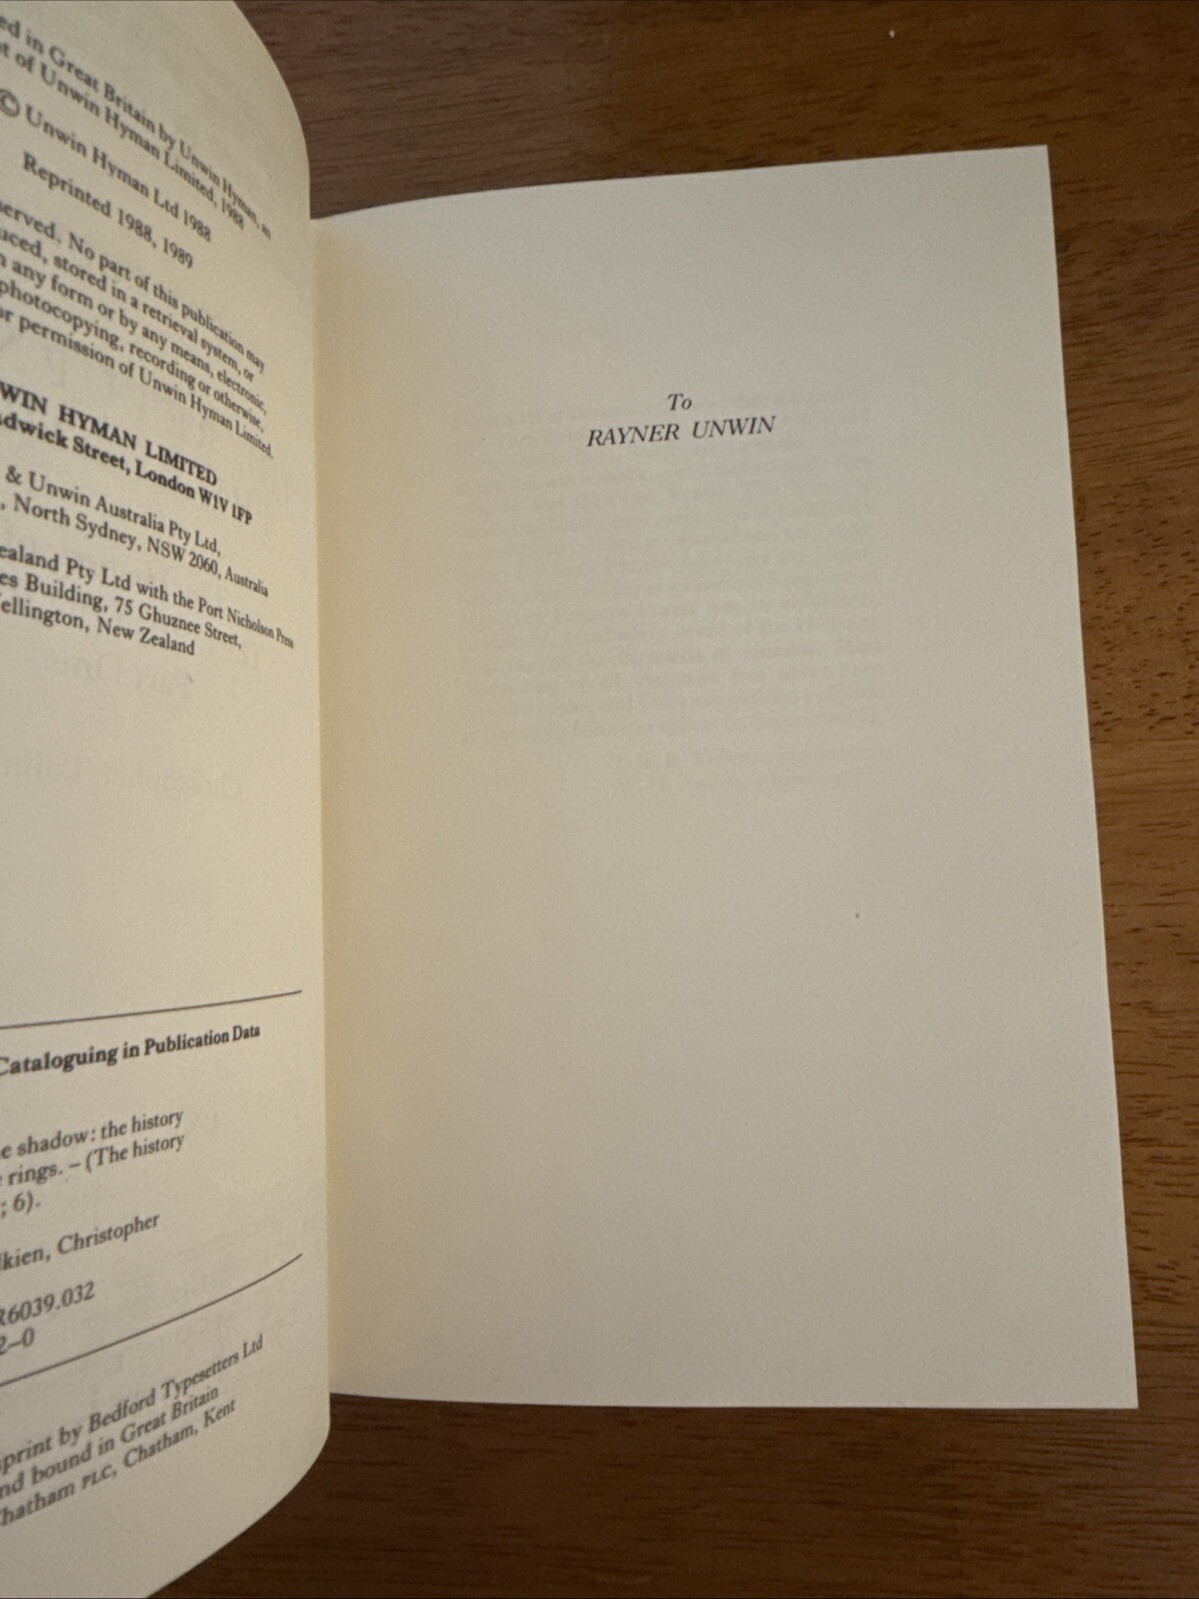 ed in Great Britain by Unwin Hyman, an
t of Unwin Hyman Limited, 1988
© Unwin Hyman Ltd 1988
Reprinted 1988, 1989
erved. No part of this publication may
uced, stored in a retrieval system, or
n any form or by any means, electronic,
photocopying, recording or otherwise,
or permission of Unwin Hyman Limited.
WIN HYMAN LIMITED
adwick Street, London W1V 1FP
& Unwin Australia Pty Ltd,
, North Sydney, NSW 2060, Australia
ealand Pty Ltd with the Port Nicholson Press
es Building, 75 Ghuznee Street,
ellington, New Zealand
Cataloguing in Publication Data
e shadow: the history
e rings. – (The history
; 6).
lkien, Christopher
R6039.032
2–0
print by Bedford Typesetters Ltd
nd bound in Great Britain
Chatham PLC, Chatham, Kent
To
RAYNER UNWIN